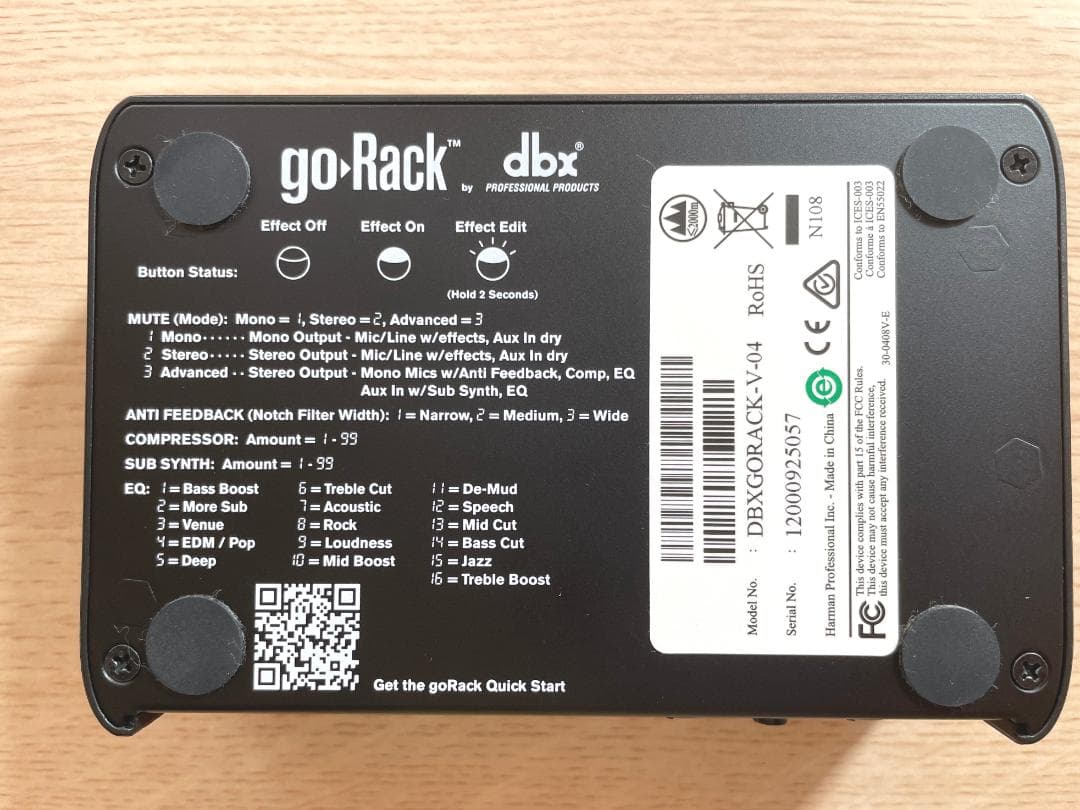 go Rack™ by dbx®
PROFESSIONAL PRODUCTS
Effect Off Effect On Effect Edit
Button Status:
(Hold 2 Seconds)
MUTE (Mode): Mono = 1, Stereo = 2, Advanced = 3
1 Mono······ Mono Output - Mic/Line w/effects, Aux In dry
2 Stereo····· Stereo Output - Mic/Line w/effects, Aux In dry
3 Advanced ·· Stereo Output - Mono Mics w/Anti Feedback, Comp, EQ
Aux In w/Sub Synth, EQ
ANTI FEEDBACK (Notch Filter Width): 1 = Narrow, 2 = Medium, 3 = Wide
COMPRESSOR: Amount = 1 - 99
SUB SYNTH: Amount = 1 - 99
EQ: 1 = Bass Boost 6 = Treble Cut 11 = De-Mud
2 = More Sub 7 = Acoustic 12 = Speech
3 = Venue 8 = Rock 13 = Mid Cut
4 = EDM / Pop 9 = Loudness 14 = Bass Cut
5 = Deep 10 = Mid Boost 15 = Jazz
16 = Treble Boost
Get the goRack Quick Start
≤2000m
N108
Conforms to ICES-003
Conforme à ICES-003
Conforms to EN55022
Model No. : DBXGORACK-V-04 RoHS
Serial No. : 1200925057
Harman Professional Inc. - Made in China e CE
30-0408V-E
FC This device complies with part 15 of the FCC Rules.
This device may not cause harmful interference,
this device must accept any interference received.